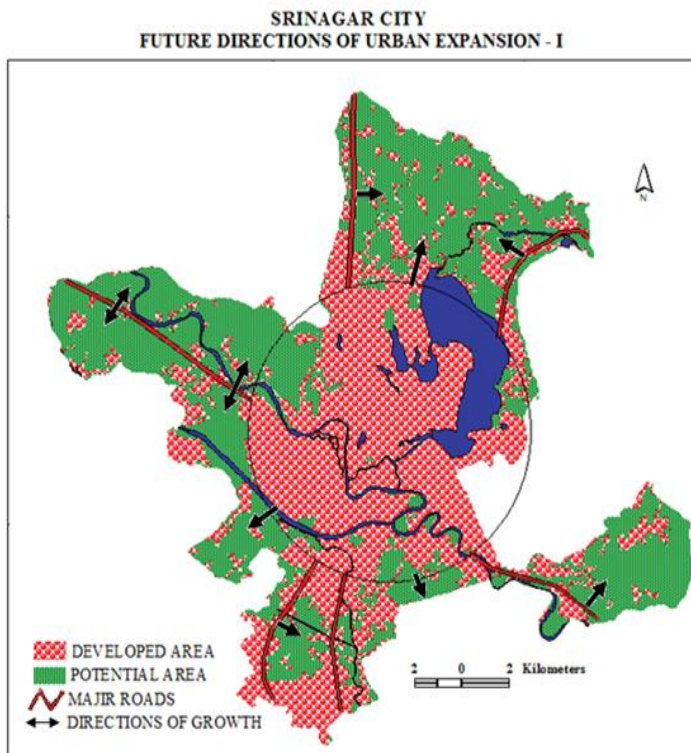 SRINAGAR CITY
FUTURE DIRECTIONS OF URBAN EXPANSION - I
N
DEVELOPED AREA
POTENTIAL AREA
MAJIR ROADS
DIRECTIONS OF GROWTH
2 0 2 Kilometers